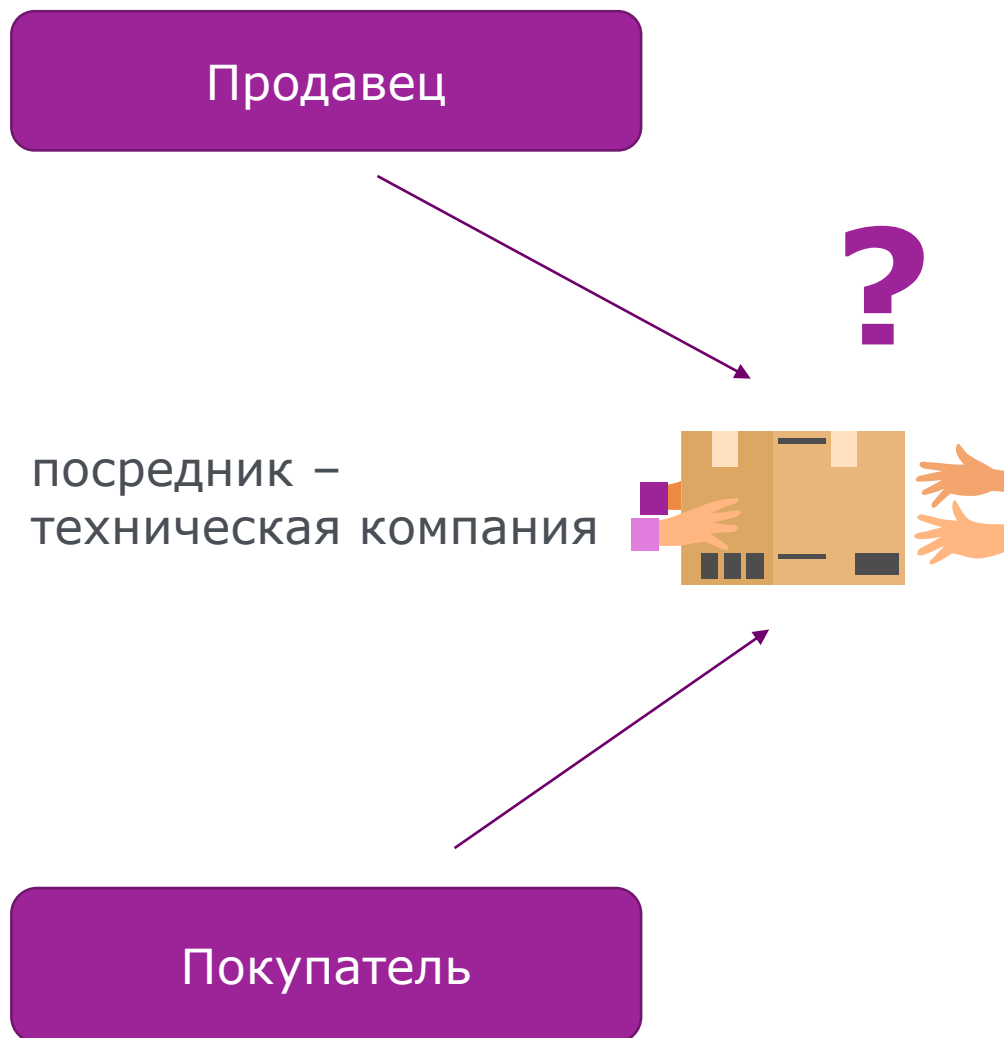 Продавец
?
посредник –
техническая компания
Покупатель